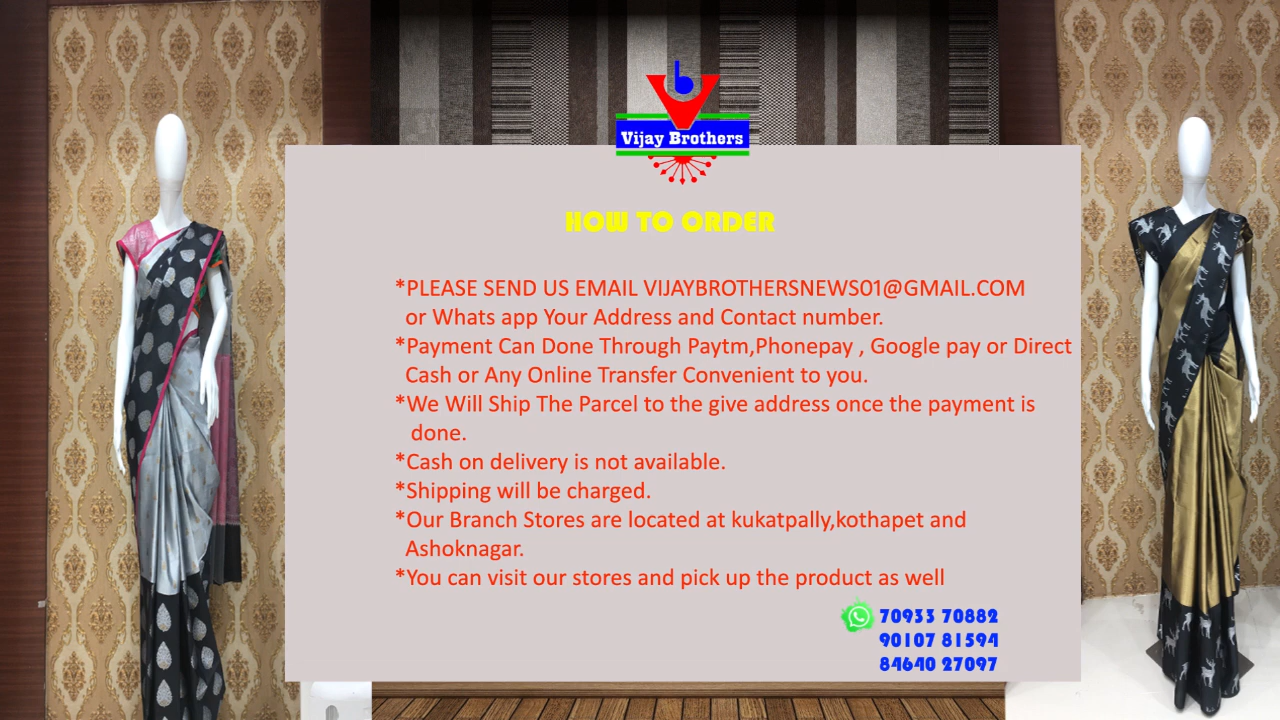 b
Vijay Brothers
HOW TO ORDER
*PLEASE SEND US EMAIL VIJAYBROTHERSNEWS01@GMAIL.COM
or Whats app Your Address and Contact number.
*Payment Can Done Through Paytm,Phonepay , Google pay or Direct
Cash or Any Online Transfer Convenient to you.
*We Will Ship The Parcel to the give address once the payment is
done.
*Cash on delivery is not available.
*Shipping will be charged.
*Our Branch Stores are located at kukatpally,kothapet and
Ashoknagar.
*You can visit our stores and pick up the product as well
70933 70882
90107 81594
84640 27097